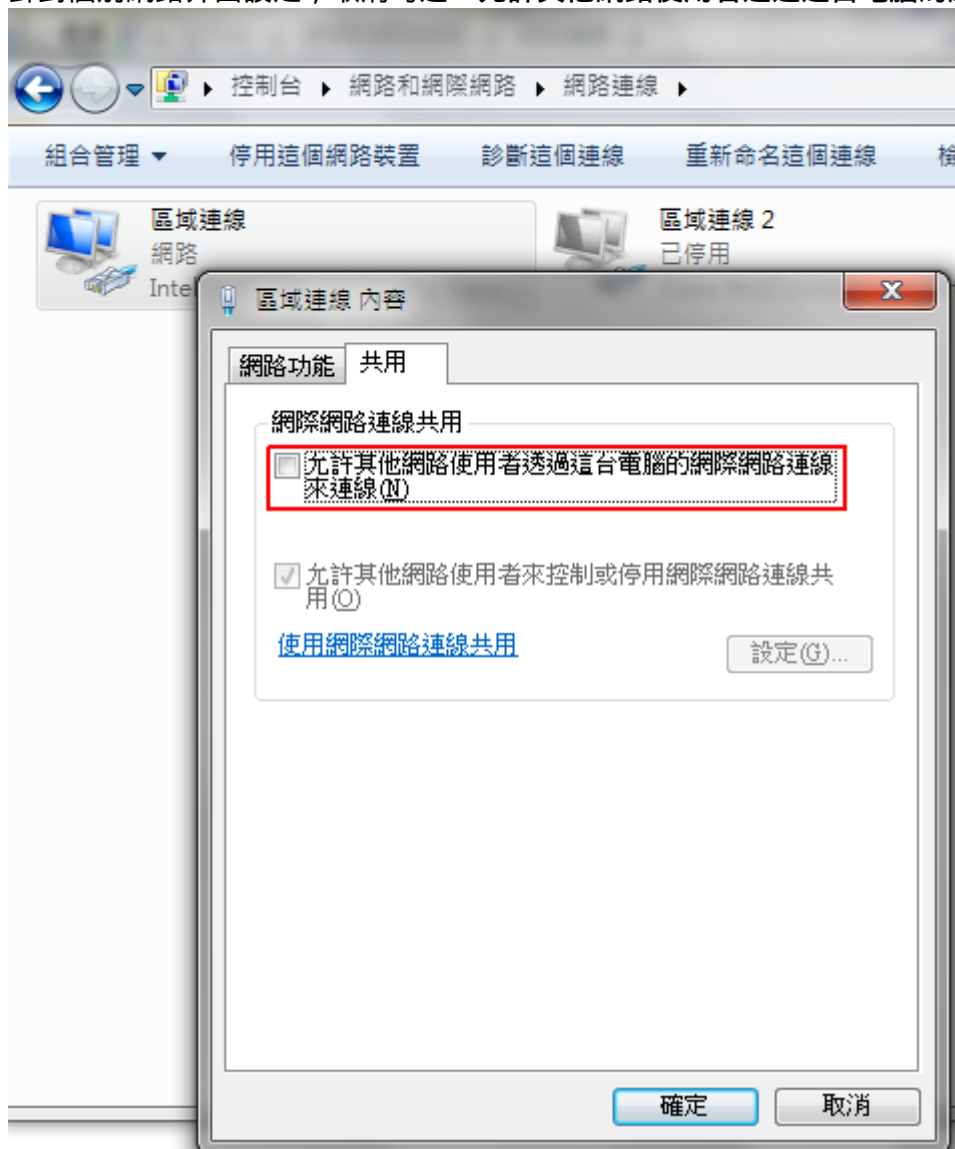 控制台 ▸ 網路和網際網路 ▸ 網路連線 ▸
組合管理 停用這個網路裝置 診斷這個連線 重新命名這個連線
區域連線
網路
Intel
區域連線 2
已停用
區域連線 內容
網路功能 共用
網際網路連線共用
允許其他網路使用者透過這台電腦的網際網路連線
來連線(N)
允許其他網路使用者來控制或停用網際網路連線共
用(O)
使用網際網路連線共用
設定(G)...
確定 取消